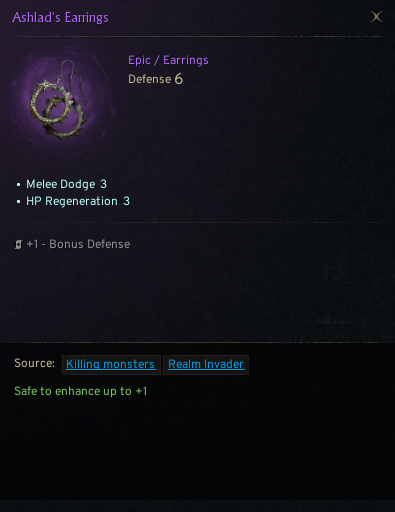 Ashlad's Earrings
Epic / Earrings
Defense 6
• Melee Dodge 3
• HP Regeneration 3
+1 - Bonus Defense
Source: Killing monsters Realm Invader
Safe to enhance up to +1